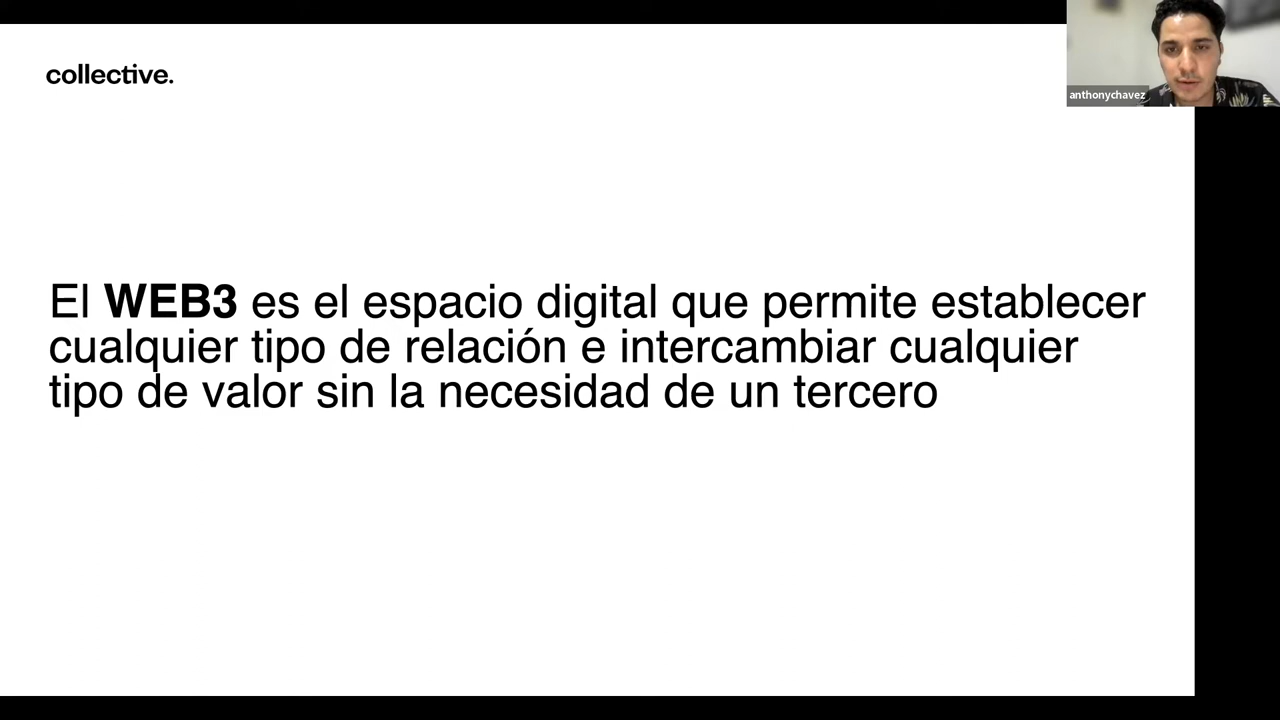 collective.
anthonychavez
El WEB3 es el espacio digital que permite establecer
cualquier tipo de relación e intercambiar cualquier
tipo de valor sin la necesidad de un tercero